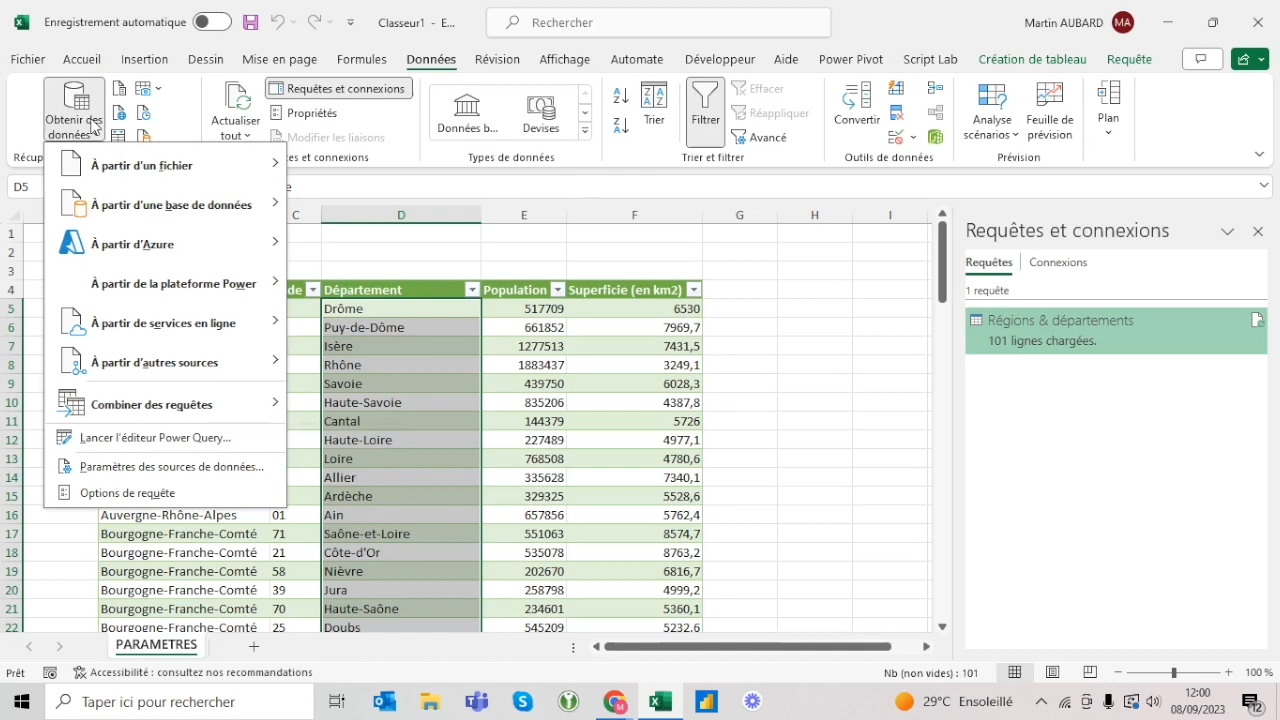 Enregistrement automatique
Classeur1 - E...
Rechercher
Martin AUBARD
MA
Fichier Accueil Insertion Dessin Mise en page Formules Données Révision Affichage Automate Développeur Aide Power Pivot Script Lab Création de tableau Requête
Obtenir des
données
Actualiser
tout
Requêtes et connexions
Propriétés
Modifier les liaisons
Données b...
Devises
Trier
Filtrer
Effacer
Réappliquer
Avancé
Convertir
Analyse
scénarios
Feuille de
prévision
Plan
Récup
tes et connexions
Types de données
Trier et filtrer
Outils de données
Prévision
D5
e
À partir d'un fichier
À partir d'une base de données
À partir d'Azure
À partir de la plateforme Power
À partir de services en ligne
À partir d'autres sources
Combiner des requêtes
Lancer l'éditeur Power Query...
Paramètres des sources de données...
Options de requête
C D E F G H I
1
2
3
4 de Département Population Superficie (en km2)
5 Drôme 517709 6530
6 Puy-de-Dôme 661852 7969,7
7 Isère 1277513 7431,5
8 Rhône 1883437 3249,1
9 Savoie 439750 6028,3
10 Haute-Savoie 835206 4387,8
11 Cantal 144379 5726
12 Haute-Loire 227489 4977,1
13 Loire 768508 4780,6
14 Allier 335628 7340,1
15 Ardèche 329325 5528,6
16 Auvergne-Rhône-Alpes 01 Ain 657856 5762,4
17 Bourgogne-Franche-Comté 71 Saône-et-Loire 551063 8574,7
18 Bourgogne-Franche-Comté 21 Côte-d'Or 535078 8763,2
19 Bourgogne-Franche-Comté 58 Nièvre 202670 6816,7
20 Bourgogne-Franche-Comté 39 Jura 258798 4999,2
21 Bourgogne-Franche-Comté 70 Haute-Saône 234601 5360,1
22 Bourgogne-Franche-Comté 25 Doubs 545209 5232,6
Requêtes et connexions
Requêtes Connexions
1 requête
Régions & départements
101 lignes chargées.
PARAMETRES
Prêt
Accessibilité : consultez nos recommandations
Nb (non vides) : 101
100 %
Taper ici pour rechercher
29°C Ensoleillé
12:00
08/09/2023
12